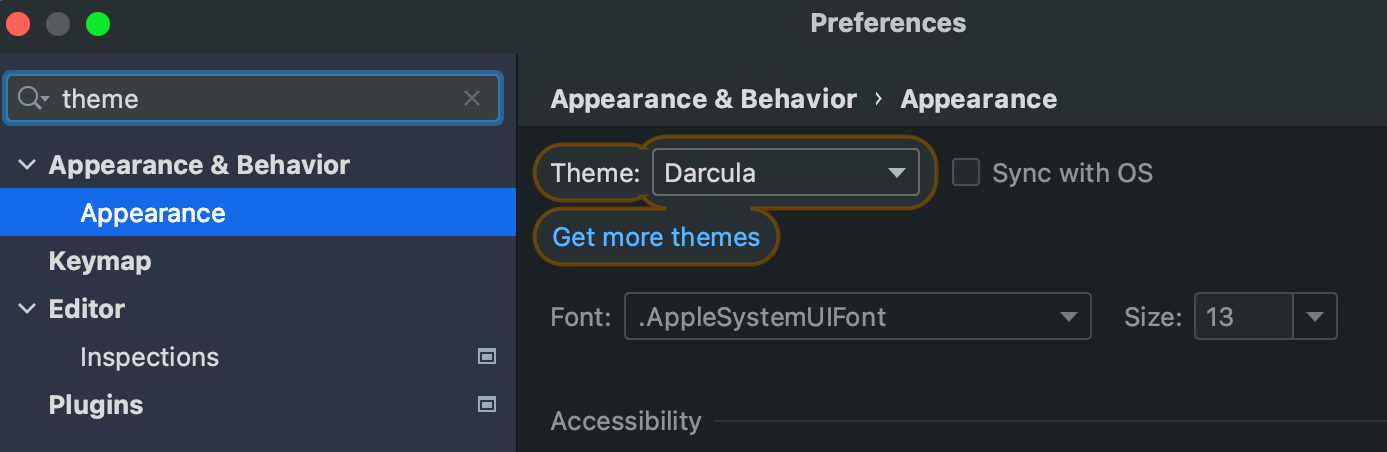 Preferences
theme
Appearance & Behavior
Appearance
Keymap
Editor
Inspections
Plugins
Appearance & Behavior › Appearance
Theme: Darcula Sync with OS
Get more themes
Font: .AppleSystemUIFont Size: 13
Accessibility